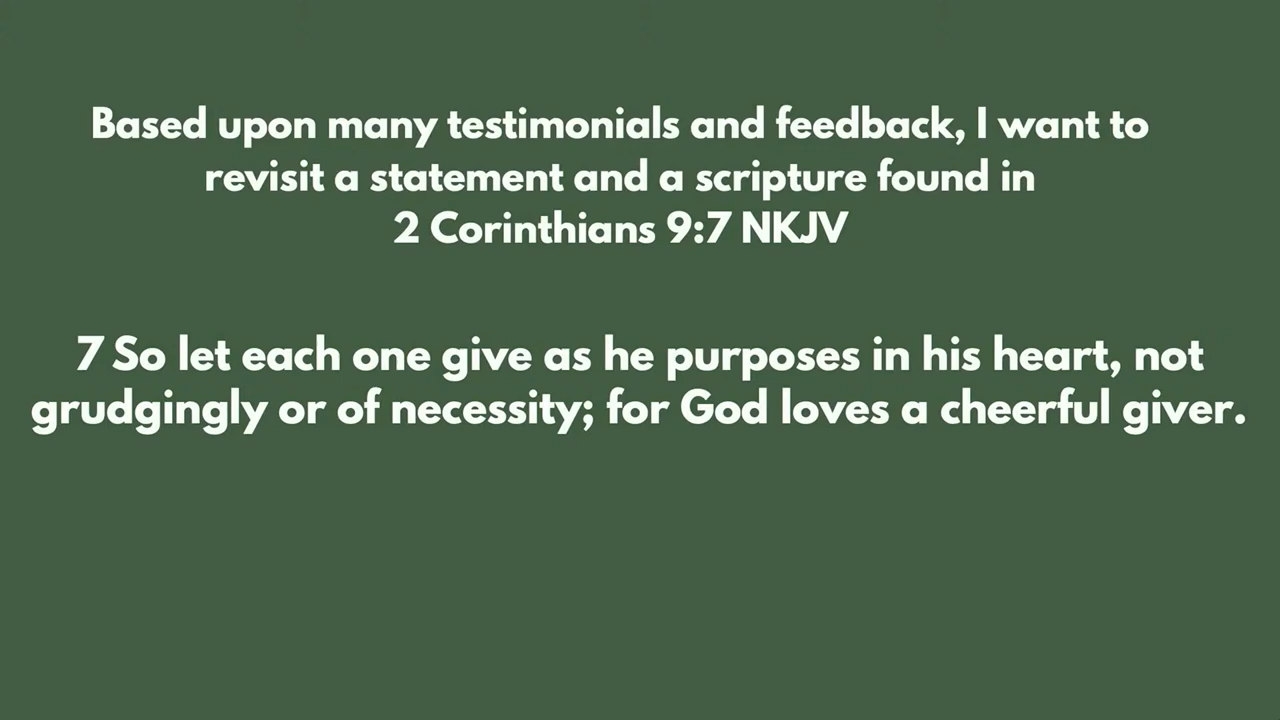 Based upon many testimonials and feedback, I want to
revisit a statement and a scripture found in
2 Corinthians 9:7 NKJV
7 So let each one give as he purposes in his heart, not
grudgingly or of necessity; for God loves a cheerful giver.